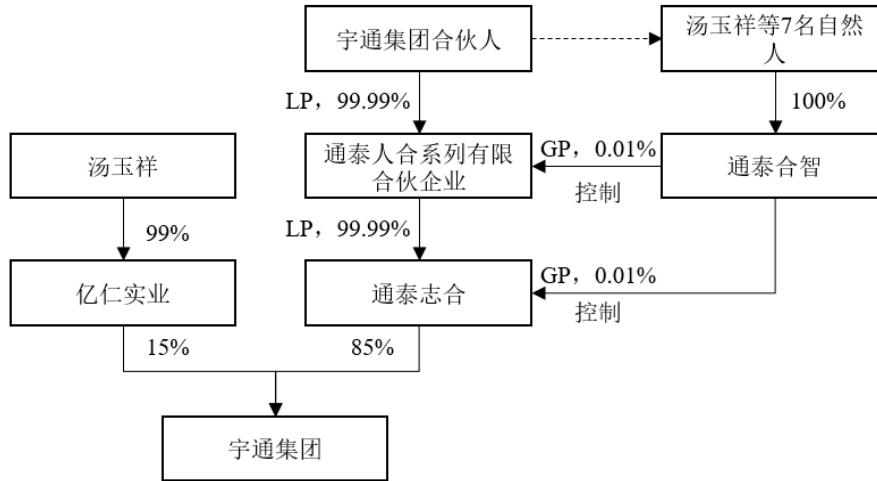 宇通集团合伙人
汤玉祥等7名自然
人
LP，99.99%
100%
汤玉祥
通泰人合系列有限
合伙企业
GP，0.01%
控制
通泰合智
99%
LP，99.99%
亿仁实业
通泰志合
GP，0.01%
控制
15%
85%
宇通集团